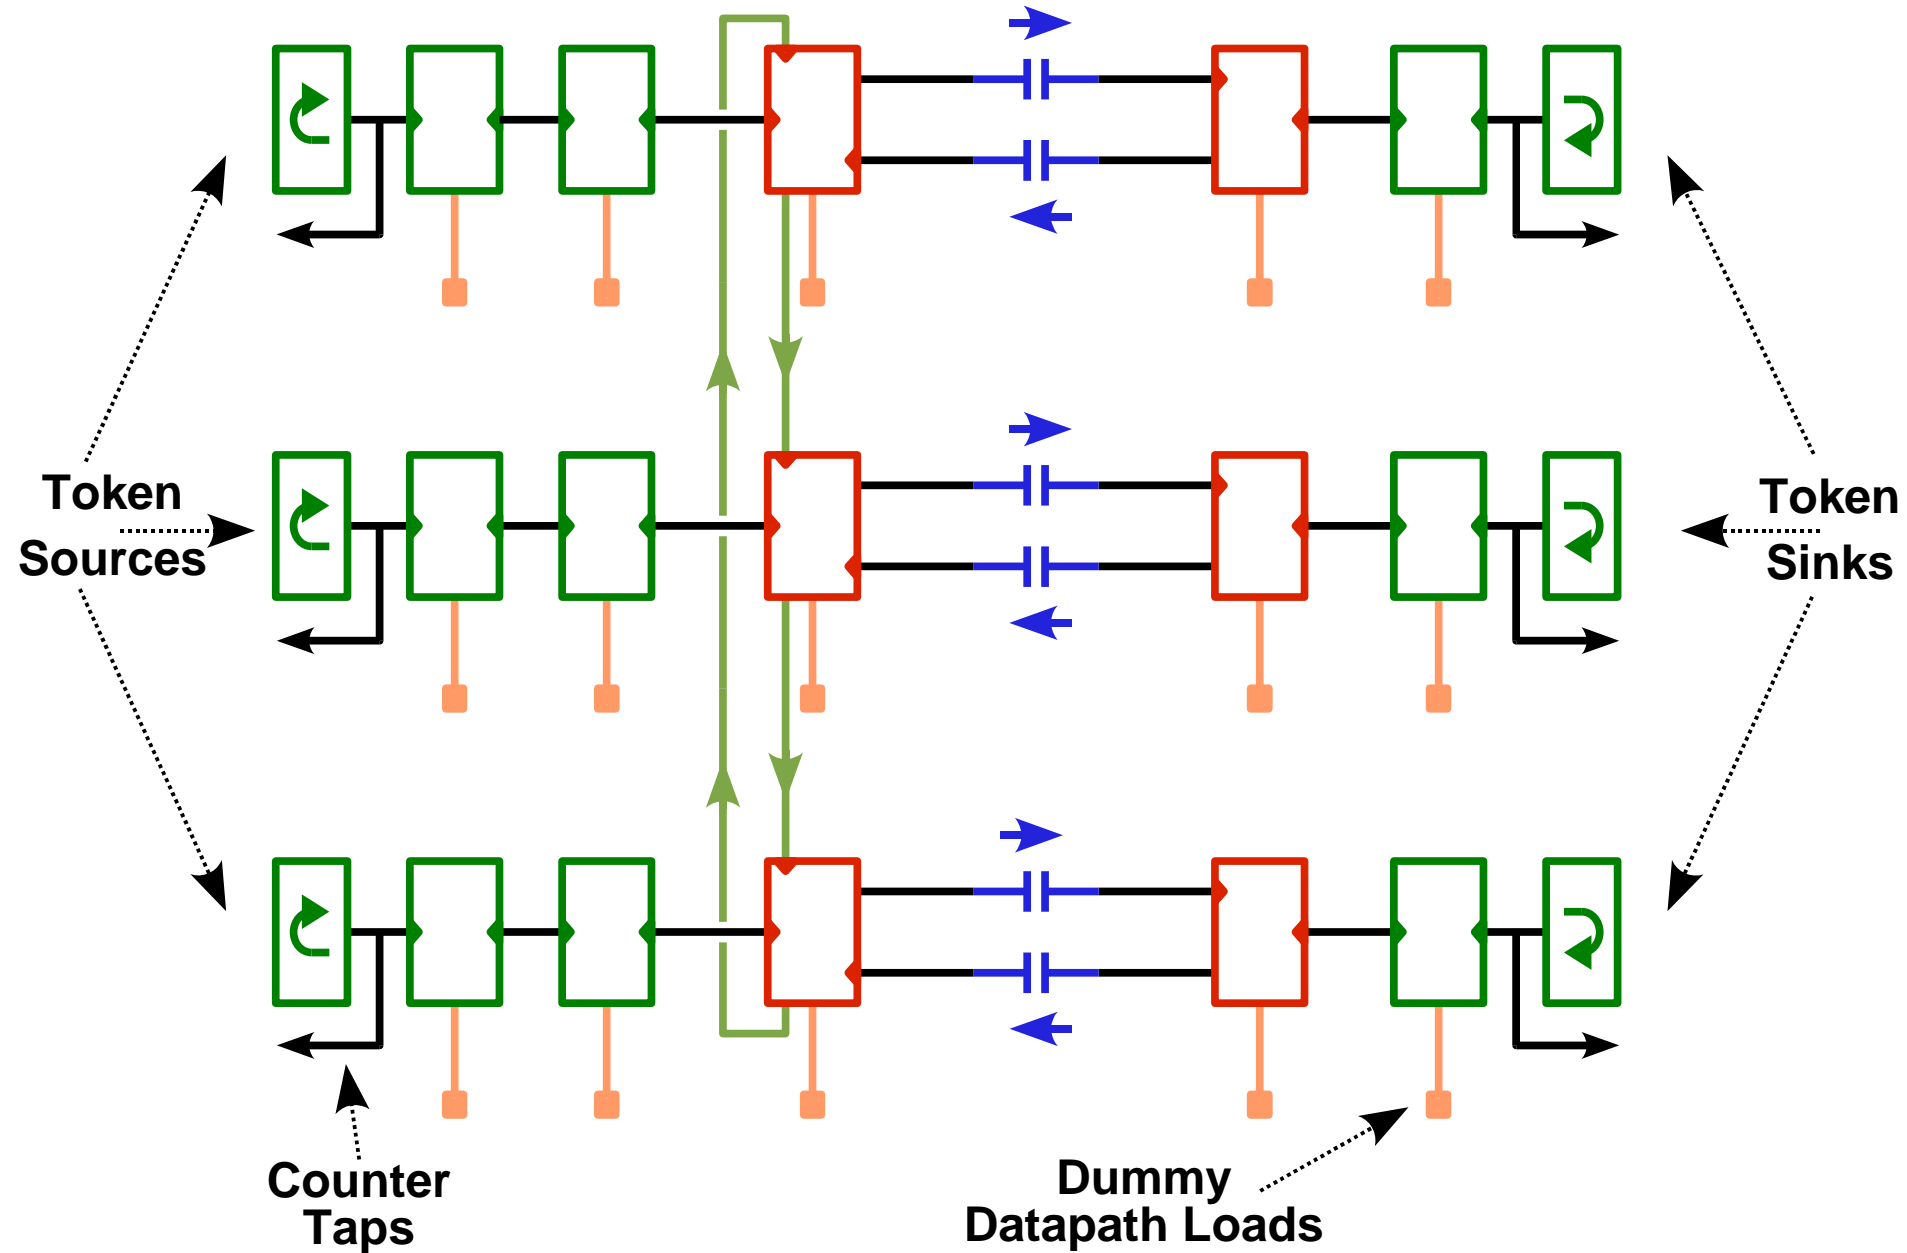 Token
Sources
Token
Sinks
Counter
Taps
Dummy
Datapath Loads